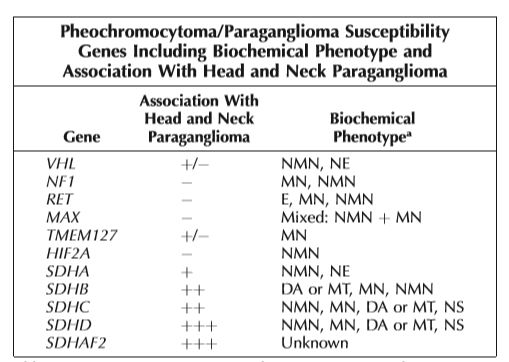 Pheochromocytoma/Paraganglioma Susceptibility
Genes Including Biochemical Phenotype and
Association With Head and Neck Paraganglioma
Association With
Head and Neck Biochemical
Gene Paraganglioma Phenotypeᵃ
VHL +/− NMN, NE
NF1 − MN, NMN
RET − E, MN, NMN
MAX − Mixed: NMN + MN
TMEM127 +/− MN
HIF2A − NMN
SDHA + NMN, NE
SDHB ++ DA or MT, MN, NMN
SDHC ++ NMN, MN, DA or MT, NS
SDHD +++ NMN, MN, DA or MT, NS
SDHAF2 +++ Unknown